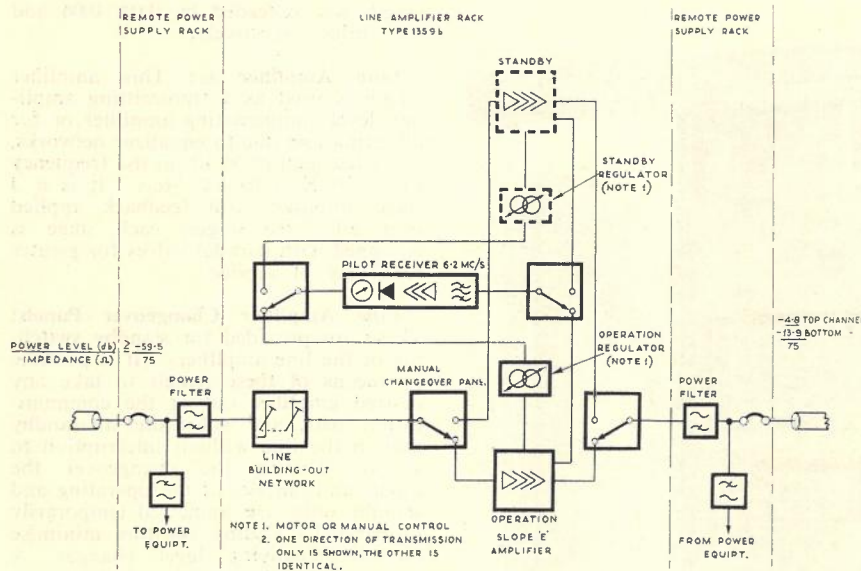 REMOTE POWER
SUPPLY RACK
LINE AMPLIFIER RACK
TYPE 1359b
REMOTE POWER
SUPPLY RACK
STANDBY
STANDBY
REGULATOR
(NOTE 1)
PILOT RECEIVER 6·2 MC/S
OPERATION
REGULATOR
(NOTE 1)
-4·8 TOP CHANNEL
-13·9 BOTTOM -
75
POWER LEVEL (db)
IMPEDANCE (Ω)
-59·5
75
POWER
FILTER
MANUAL
CHANGEOVER PANS.
POWER
FILTER
LINE
BUILDING-OUT
NETWORK
OPERATION
SLOPE 'E'
AMPLIFIER
TO POWER
EQUIPT.
FROM POWER
EQUIPT.
NOTE 1. MOTOR OR MANUAL CONTROL
2. ONE DIRECTION OF TRANSMISSION
ONLY IS SHOWN, THE OTHER IS
IDENTICAL.